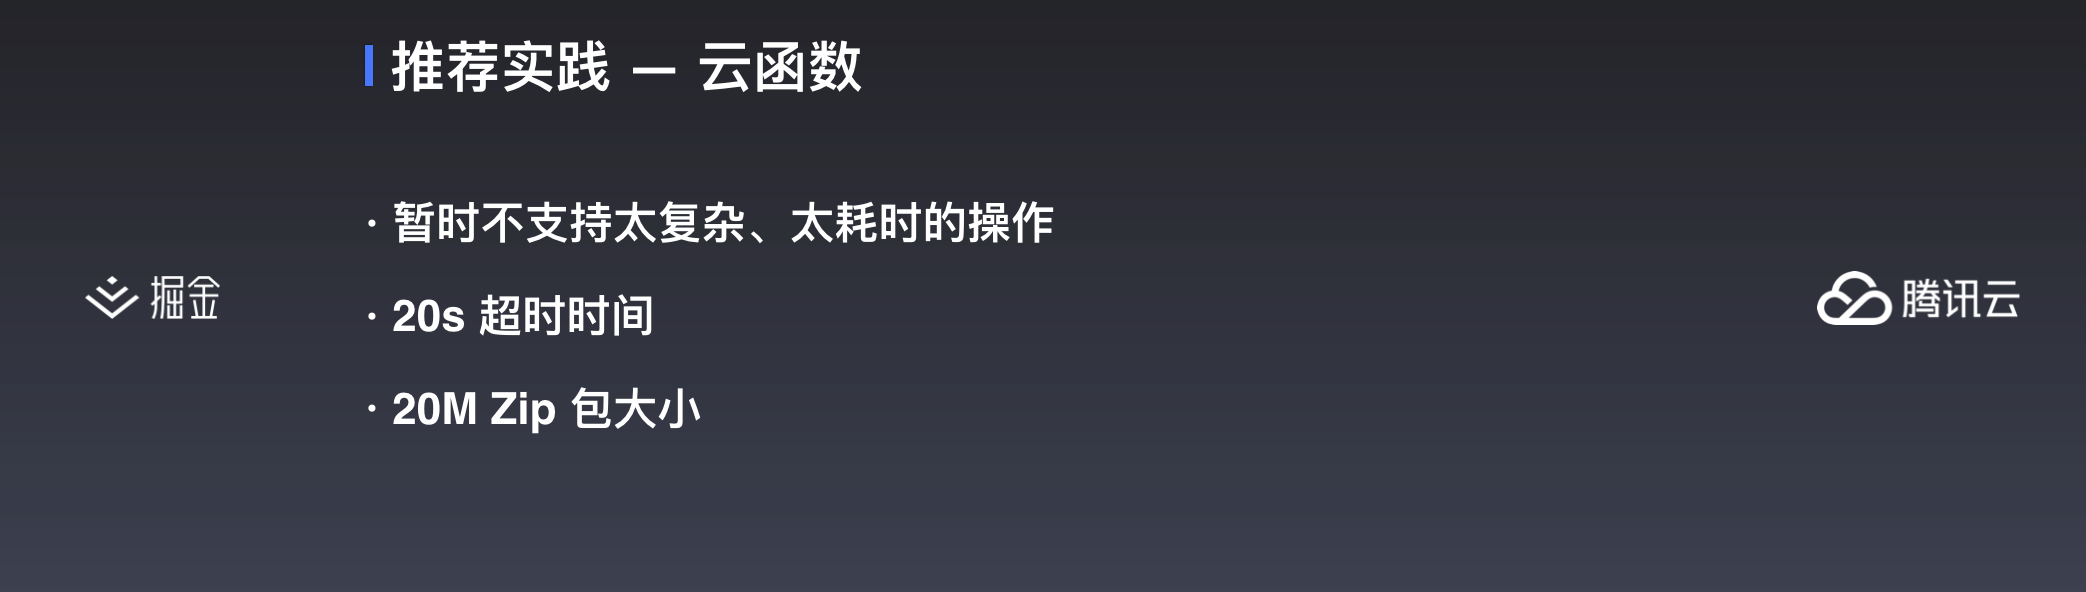 推荐实践 — 云函数
· 暂时不支持太复杂、太耗时的操作
掘金
· 20s 超时时间
腾讯云
· 20M Zip 包大小